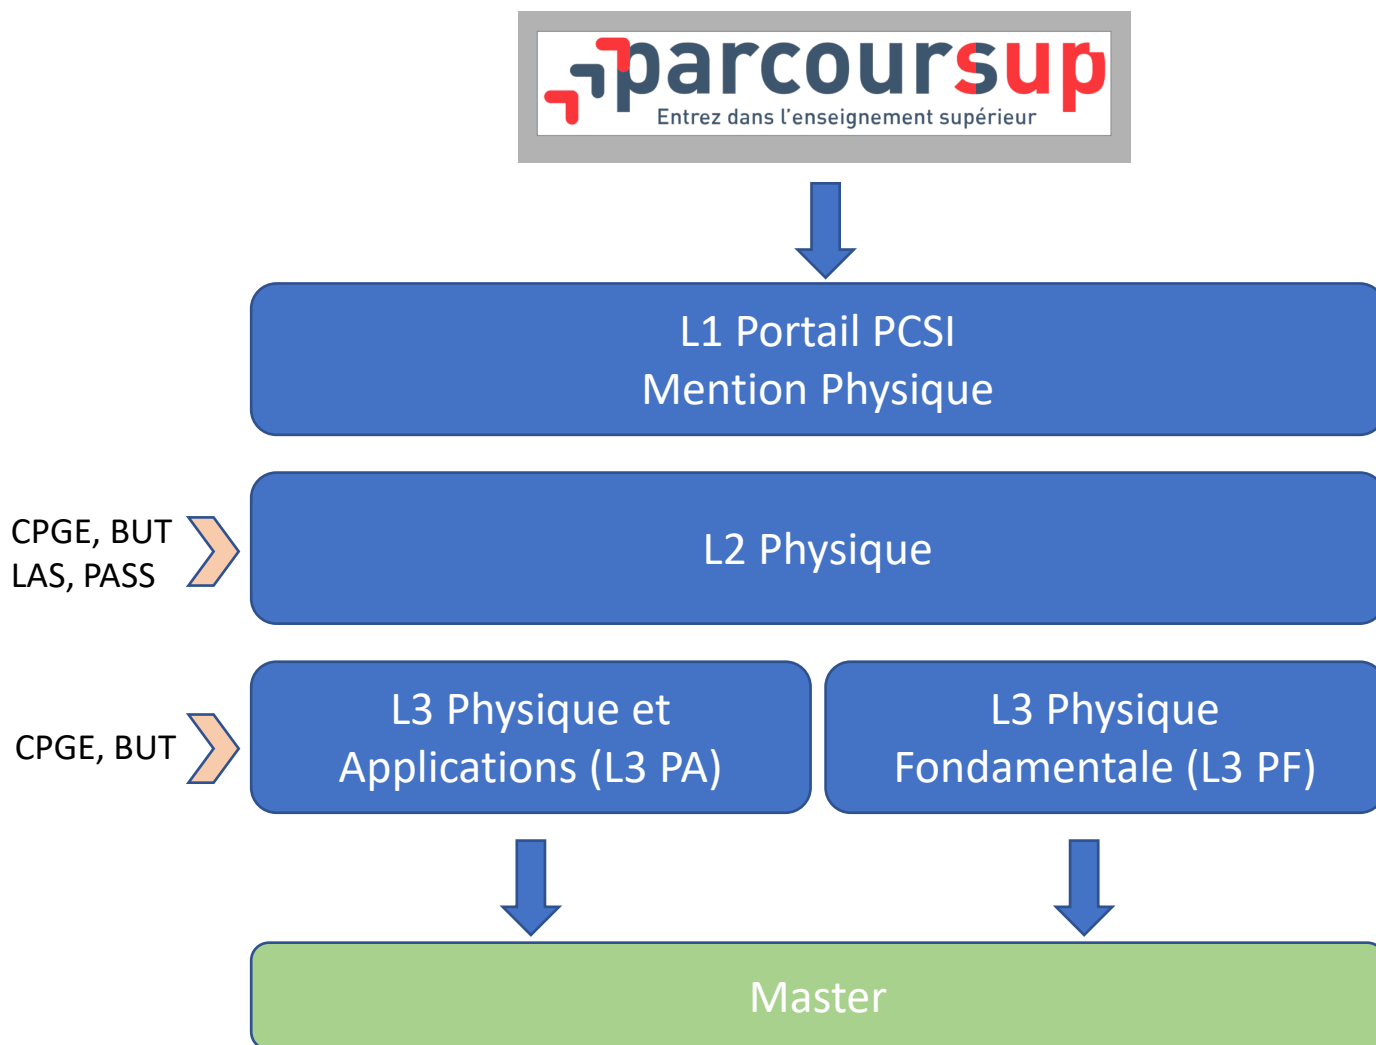 parcoursup
Entrez dans l'enseignement supérieur
L1 Portail PCSI
Mention Physique
CPGE, BUT
LAS, PASS
L2 Physique
CPGE, BUT
L3 Physique et
Applications (L3 PA)
L3 Physique
Fondamentale (L3 PF)
Master